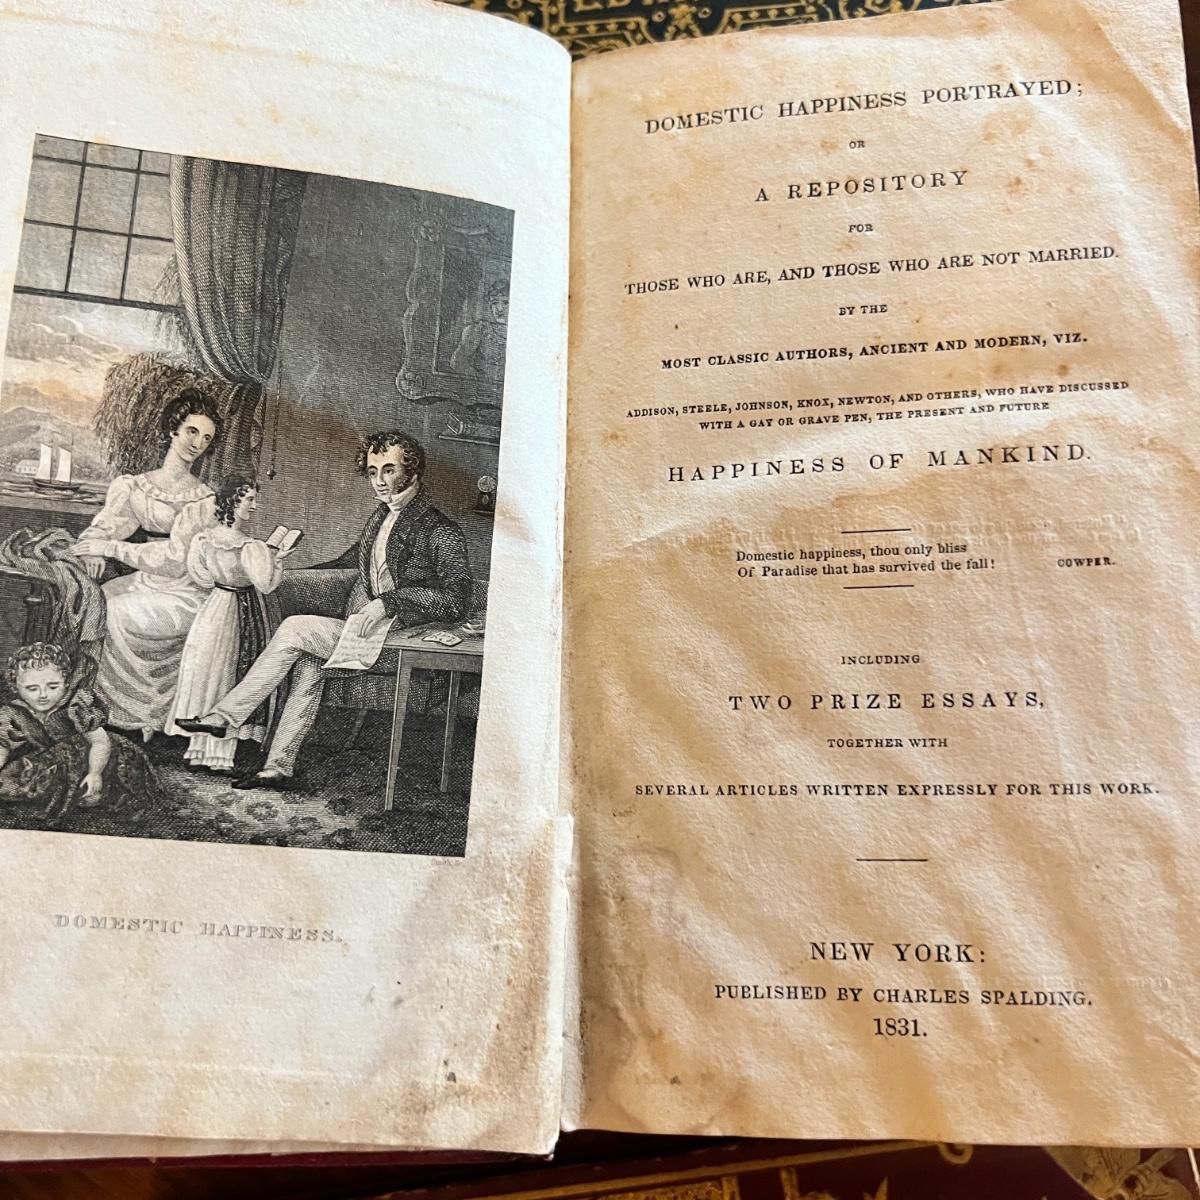 DOMESTIC HAPPINESS.
DOMESTIC HAPPINESS PORTRAYED;
OR
A REPOSITORY
FOR
THOSE WHO ARE, AND THOSE WHO ARE NOT MARRIED.
BY THE
MOST CLASSIC AUTHORS, ANCIENT AND MODERN, VIZ.
ADDISON, STEELE, JOHNSON, KNOX, NEWTON, AND OTHERS, WHO HAVE DISCUSSED
WITH A GAY OR GRAVE PEN, THE PRESENT AND FUTURE
HAPPINESS OF MANKIND.
Domestic happiness, thou only bliss
Of Paradise that has survived the fall! COWPER.
INCLUDING
TWO PRIZE ESSAYS,
TOGETHER WITH
SEVERAL ARTICLES WRITTEN EXPRESSLY FOR THIS WORK.
NEW YORK:
PUBLISHED BY CHARLES SPALDING.
1831.